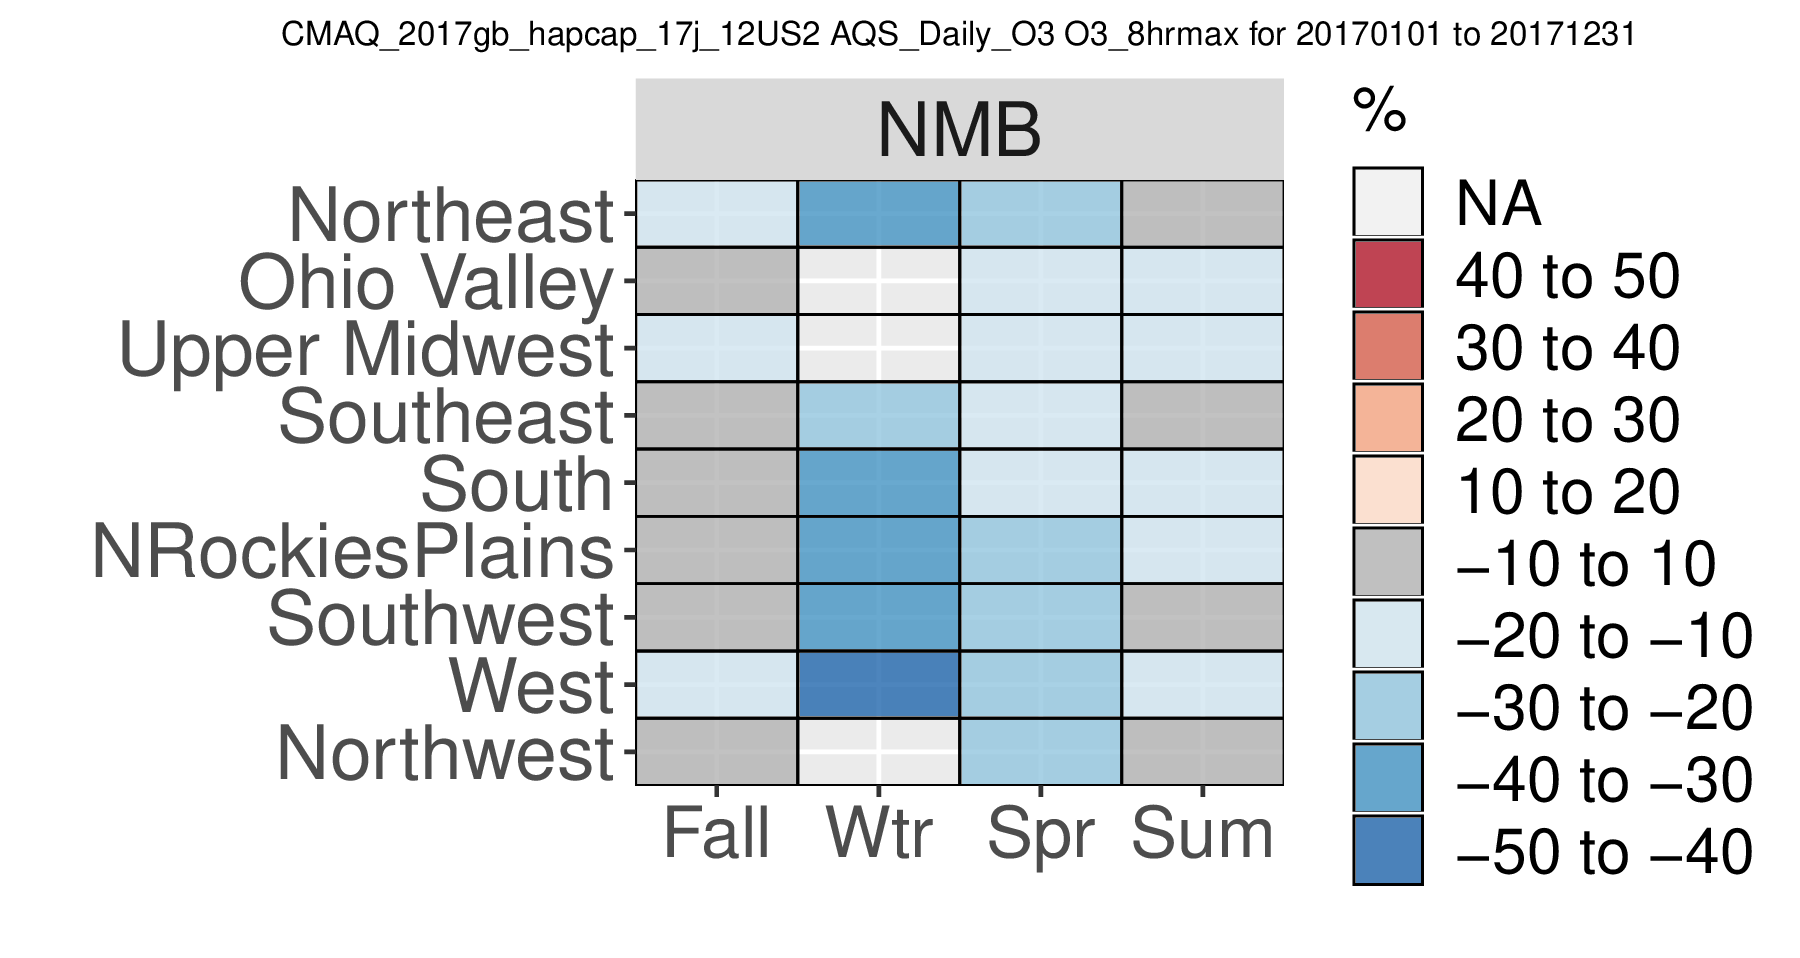 CMAQ_2017gb_hapcap_17j_12US2 AQS_Daily_O3 O3_8hrmax for 20170101 to 20171231
NMB
Northeast
Ohio Valley
Upper Midwest
Southeast
South
NRockiesPlains
Southwest
West
Northwest
Fall Wtr Spr Sum
%
NA
40 to 50
30 to 40
20 to 30
10 to 20
−10 to 10
−20 to −10
−30 to −20
−40 to −30
−50 to −40